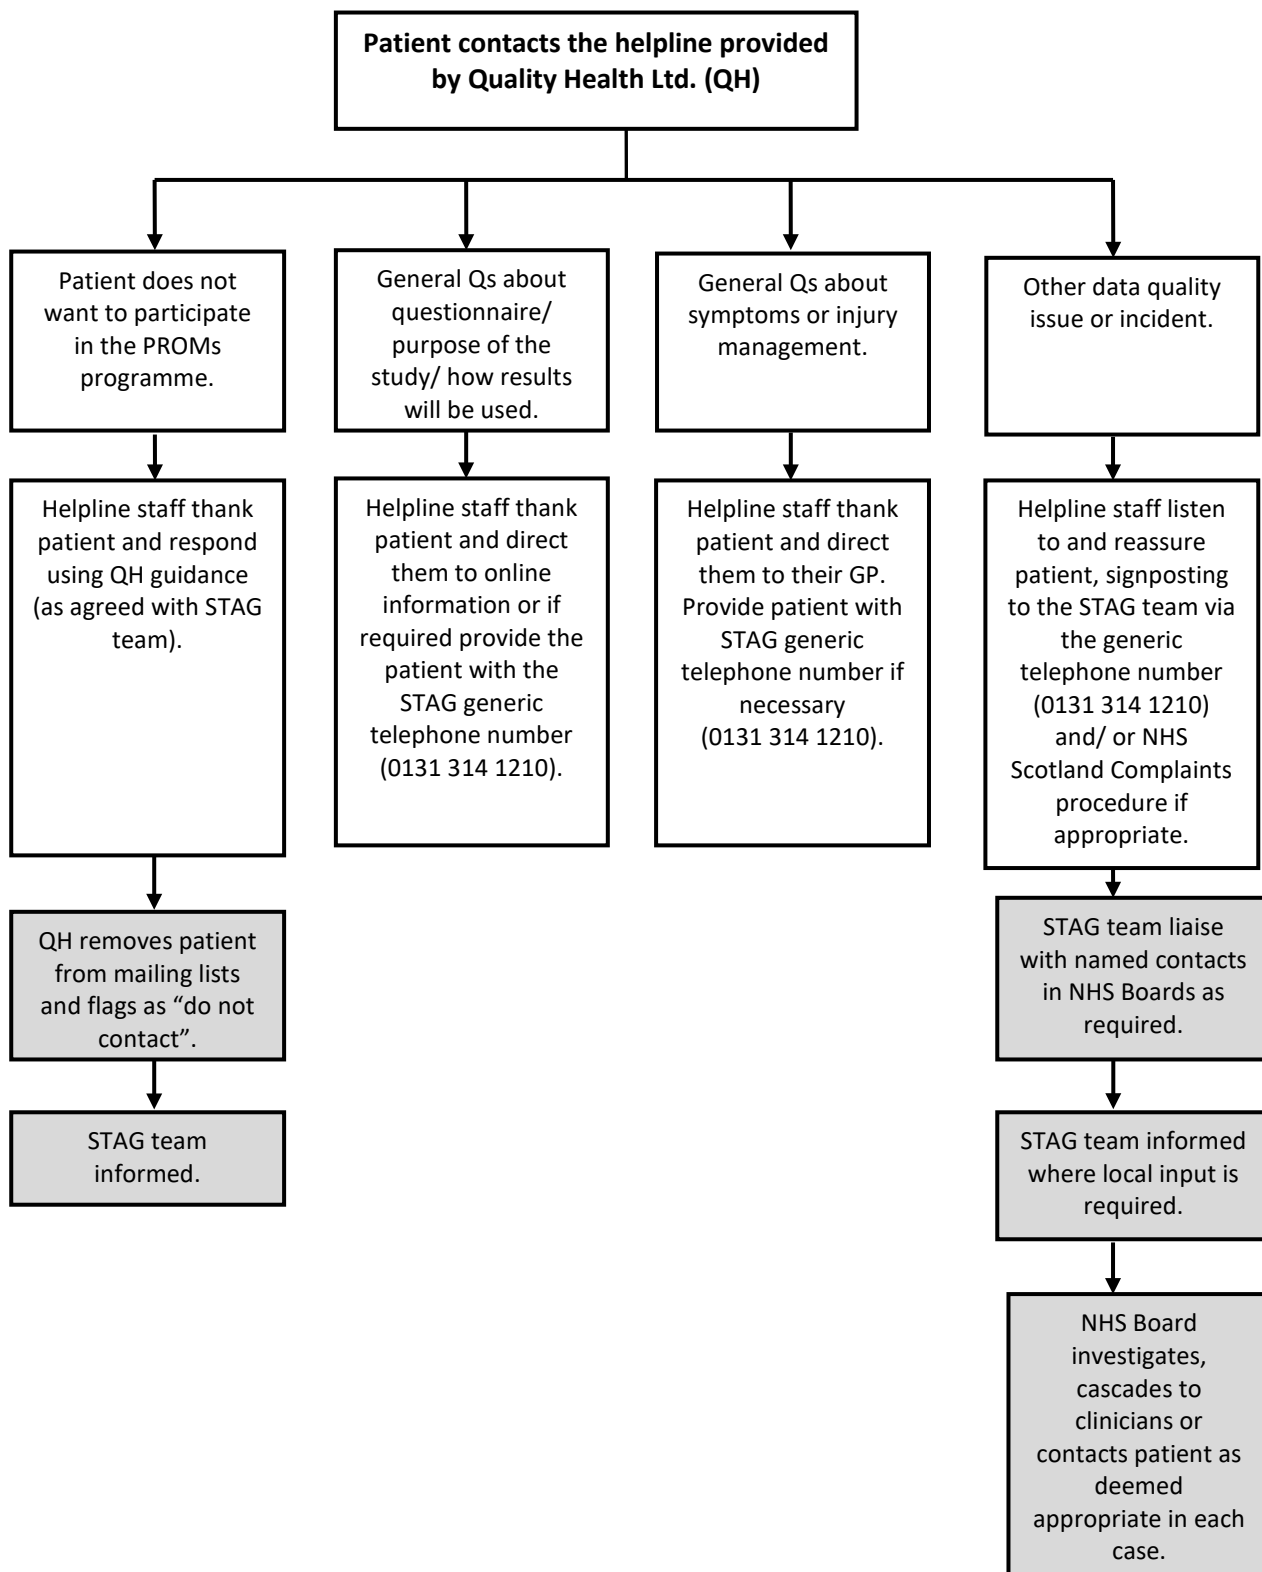 Patient contacts the helpline provided
by Quality Health Ltd. (QH)
Patient does not
want to participate
in the PROMs
programme.
General Qs about
questionnaire/
purpose of the
study/ how results
will be used.
General Qs about
symptoms or injury
management.
Other data quality
issue or incident.
Helpline staff thank
patient and respond
using QH guidance
(as agreed with STAG
team).
Helpline staff thank
patient and direct
them to online
information or if
required provide the
patient with the
STAG generic
telephone number
(0131 314 1210).
Helpline staff thank
patient and direct
them to their GP.
Provide patient with
STAG generic
telephone number if
necessary
(0131 314 1210).
Helpline staff listen
to and reassure
patient, signposting
to the STAG team via
the generic
telephone number
(0131 314 1210)
and/ or NHS
Scotland Complaints
procedure if
appropriate.
QH removes patient
from mailing lists
and flags as “do not
contact”.
STAG team liaise
with named contacts
in NHS Boards as
required.
STAG team
informed.
STAG team informed
where local input is
required.
NHS Board
investigates,
cascades to
clinicians or
contacts patient as
deemed
appropriate in each
case.